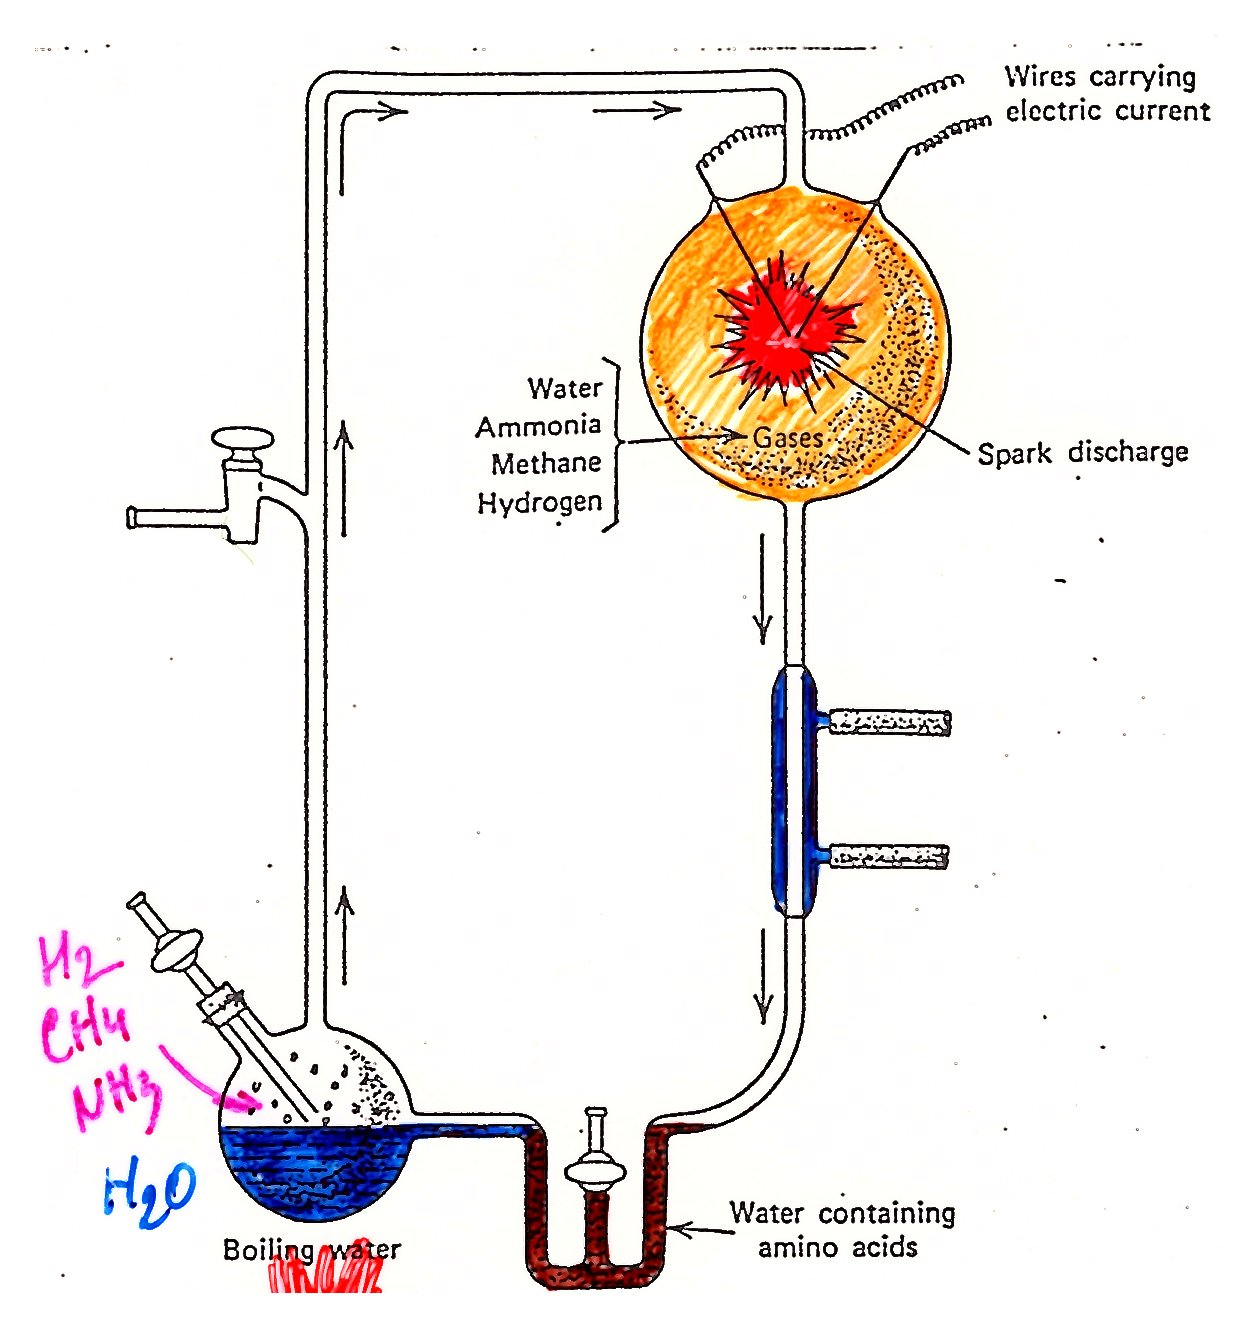 Wires carrying
electric current
Water
Ammonia
Methane
Hydrogen
Gases
Spark discharge
H2
CH4
NH3
H2O
Boiling water
Water containing
amino acids